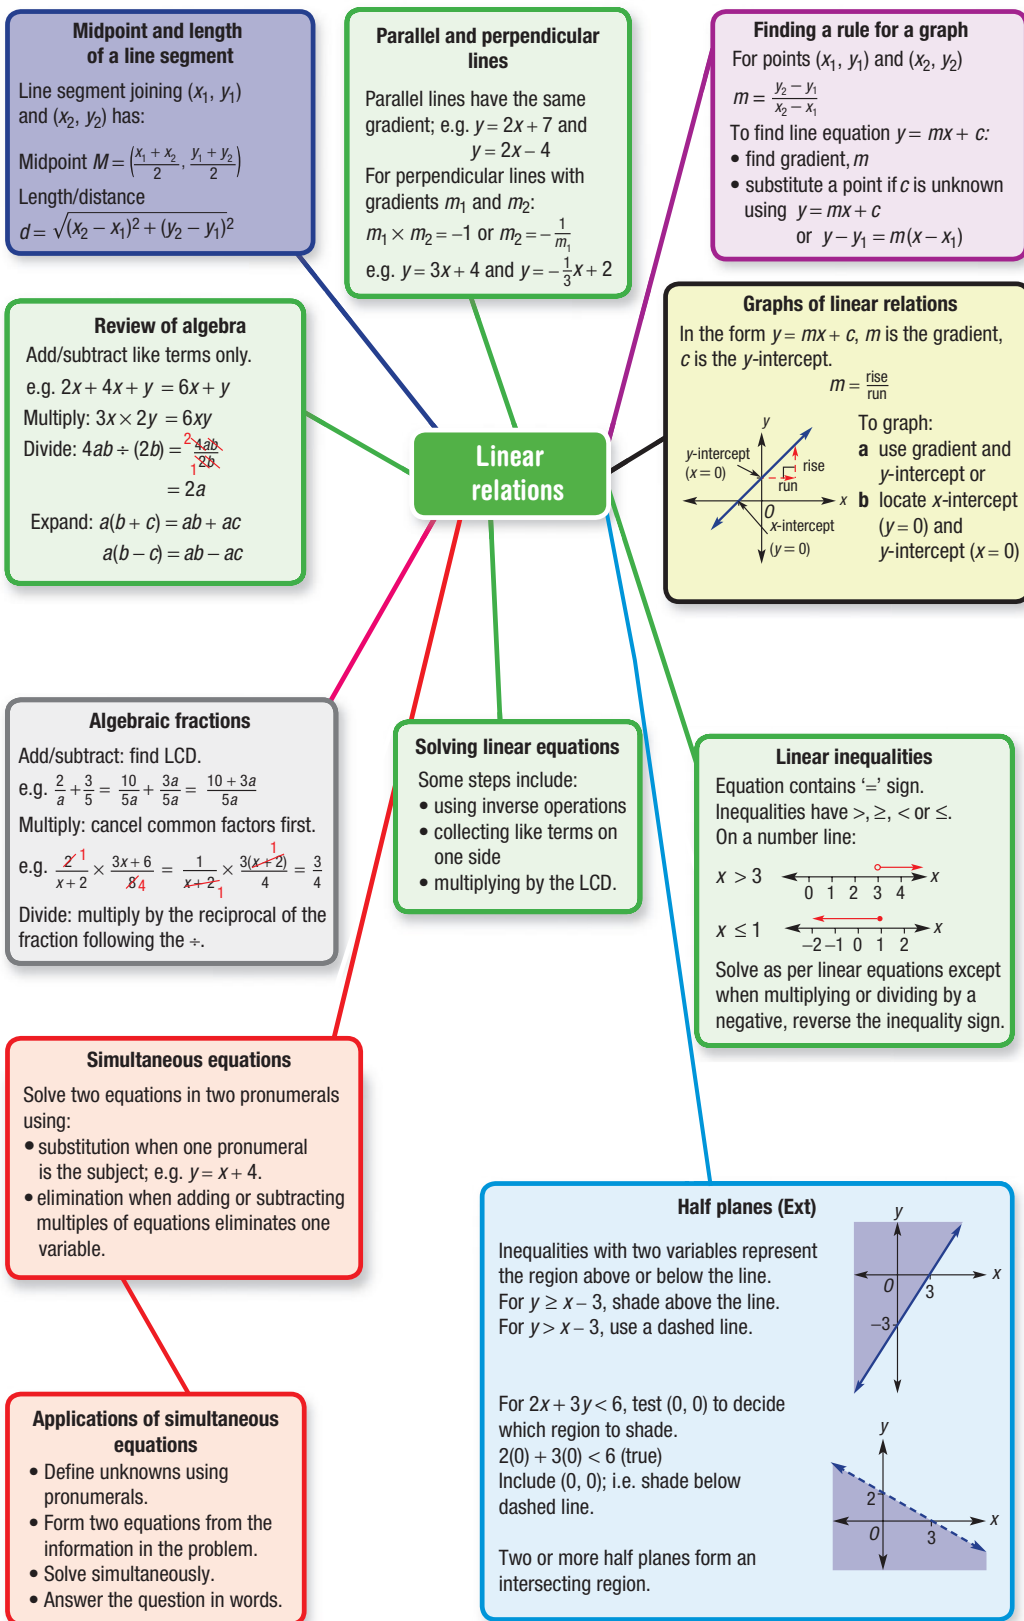 Midpoint and length
of a line segment
Line segment joining (x₁, y₁)
and (x₂, y₂) has:
Midpoint M = ((x₁ + x₂)/2, (y₁ + y₂)/2)
Length/distance
d = √((x₂ – x₁)² + (y₂ – y₁)²)
Parallel and perpendicular
lines
Parallel lines have the same
gradient; e.g. y = 2x + 7 and
y = 2x – 4
For perpendicular lines with
gradients m₁ and m₂:
m₁ × m₂ = –1 or m₂ = –1/m₁
e.g. y = 3x + 4 and y = –1/3x + 2
Finding a rule for a graph
For points (x₁, y₁) and (x₂, y₂)
m = (y₂ – y₁)/(x₂ – x₁)
To find line equation y = mx + c:
• find gradient, m
• substitute a point if c is unknown
using y = mx + c
or y – y₁ = m(x – x₁)
Review of algebra
Add/subtract like terms only.
e.g. 2x + 4x + y = 6x + y
Multiply: 3x × 2y = 6xy
Divide: 4ab ÷ (2b) = ²4ab/₁2b
= 2a
Expand: a(b + c) = ab + ac
a(b – c) = ab – ac
Linear
relations
Graphs of linear relations
In the form y = mx + c, m is the gradient,
c is the y-intercept.
m = rise/run
y
y-intercept
(x = 0)
rise
run
x
O
x-intercept
(y = 0)
To graph:
a use gradient and
y-intercept or
b locate x-intercept
(y = 0) and
y-intercept (x = 0)
Algebraic fractions
Add/subtract: find LCD.
e.g. 2/a + 3/5 = 10/5a + 3a/5a = (10 + 3a)/5a
Multiply: cancel common factors first.
e.g. 2 1/(x + 2) × (3x + 6)/8 4 = 1/(x + 2) 1 × 3(x + 2) 1/4 = 3/4
Divide: multiply by the reciprocal of the
fraction following the ÷.
Solving linear equations
Some steps include:
• using inverse operations
• collecting like terms on
one side
• multiplying by the LCD.
Linear inequalities
Equation contains ‘=’ sign.
Inequalities have >, ≥, < or ≤.
On a number line:
x > 3
0 1 2 3 4 x
x ≤ 1
–2 –1 0 1 2 x
Solve as per linear equations except
when multiplying or dividing by a
negative, reverse the inequality sign.
Simultaneous equations
Solve two equations in two pronumerals
using:
• substitution when one pronumeral
is the subject; e.g. y = x + 4.
• elimination when adding or subtracting
multiples of equations eliminates one
variable.
Applications of simultaneous
equations
• Define unknowns using
pronumerals.
• Form two equations from the
information in the problem.
• Solve simultaneously.
• Answer the question in words.
Half planes (Ext)
Inequalities with two variables represent
the region above or below the line.
For y ≥ x – 3, shade above the line.
For y > x – 3, use a dashed line.
y
x
O
3
–3
For 2x + 3y < 6, test (0, 0) to decide
which region to shade.
2(0) + 3(0) < 6 (true)
Include (0, 0); i.e. shade below
dashed line.
y
2
x
O
3
Two or more half planes form an
intersecting region.